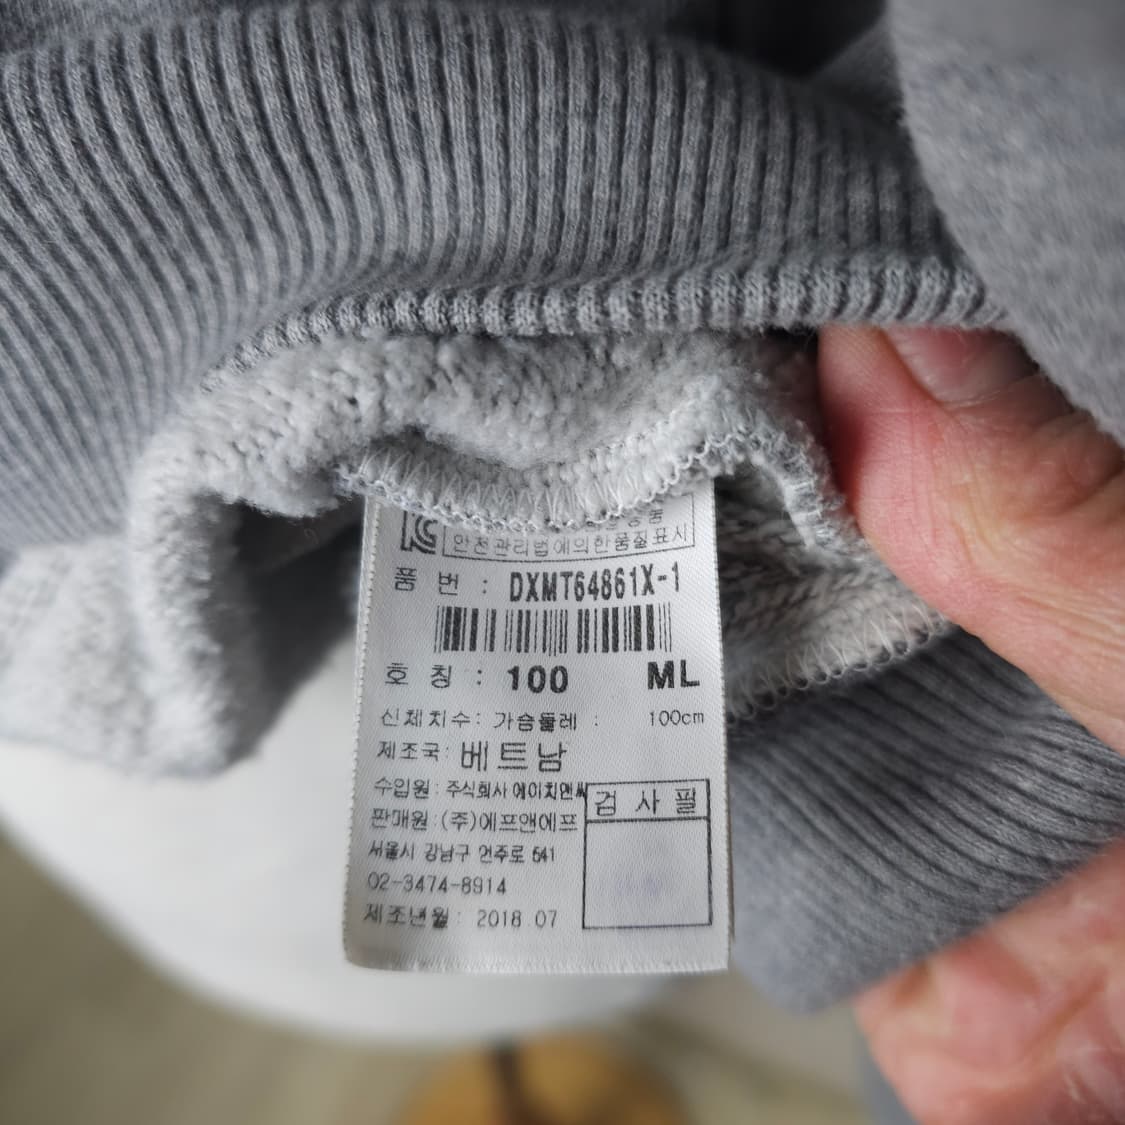 안전관리법에의한품질표시
품 번 : DXMT64861X-1
호 칭 : 100 ML
신체치수: 가슴둘레 : 100cm
제조국: 베트남
수입원 : 주식회사 에이치앤씨
판매원 :(주)에프앤에프
서울시 강남구 언주로 541
02-3474-8914
제조년월: 2018 07
검 사 필